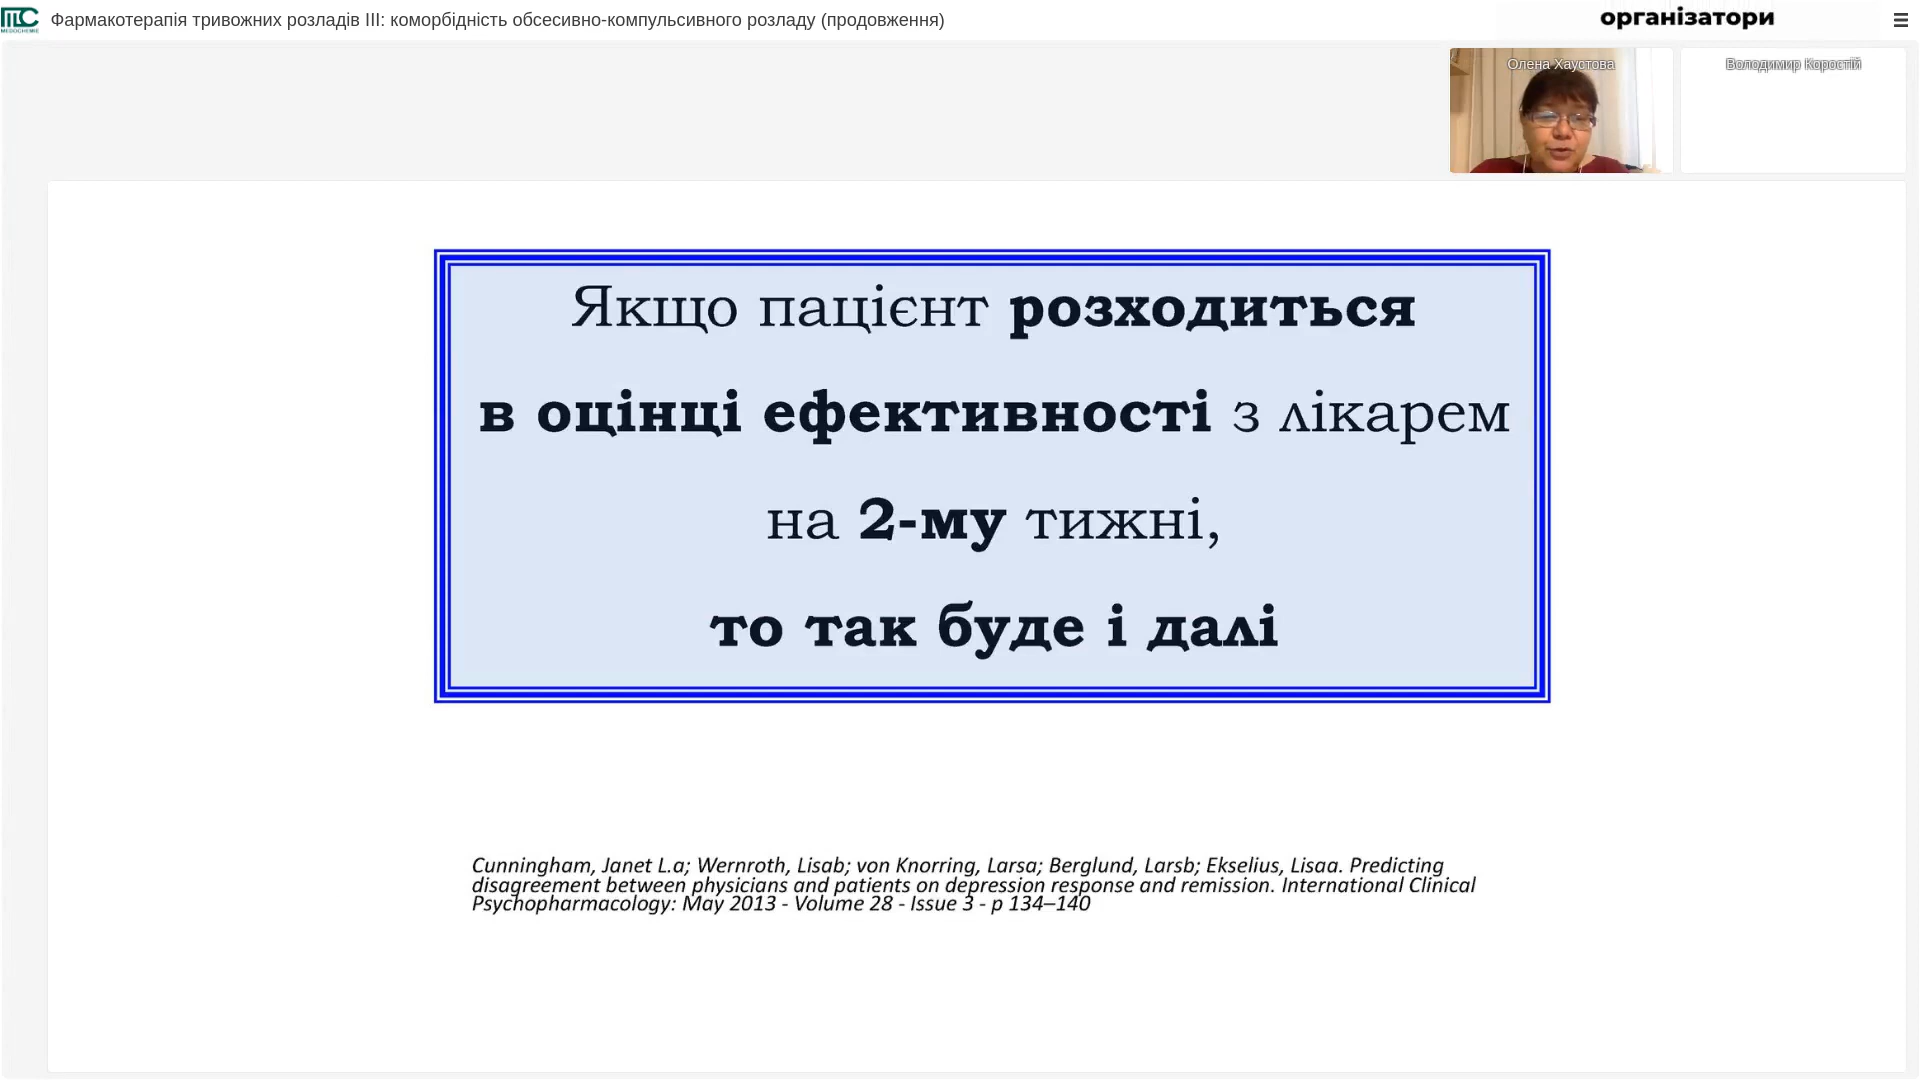 MEDOCHEMIE
Фармакотерапія тривожних розладів III: коморбідність обсесивно-компульсивного розладу (продовження)
організатори
Олена Хаустова
Володимир Коростій
Якщо пацієнт розходиться
в оцінці ефективності з лікарем
на 2-му тижні,
то так буде і далі
Cunningham, Janet L.a; Wernroth, Lisab; von Knorring, Larsa; Berglund, Larsb; Ekselius, Lisaa. Predicting
disagreement between physicians and patients on depression response and remission. International Clinical
Psychopharmacology: May 2013 - Volume 28 - Issue 3 - p 134–140